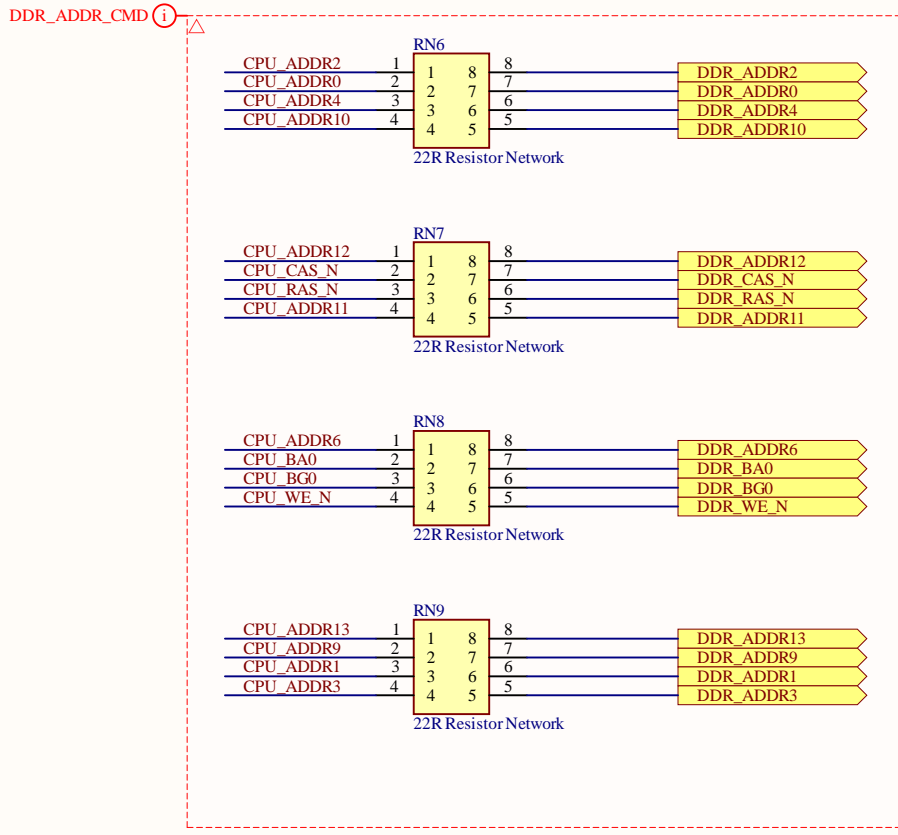 DDR_ADDR_CMD i
RN6
CPU_ADDR2 1 1 8 8 DDR_ADDR2
CPU_ADDR0 2 2 7 7 DDR_ADDR0
CPU_ADDR4 3 3 6 6 DDR_ADDR4
CPU_ADDR10 4 4 5 5 DDR_ADDR10
22R Resistor Network
RN7
CPU_ADDR12 1 1 8 8 DDR_ADDR12
CPU_CAS_N 2 2 7 7 DDR_CAS_N
CPU_RAS_N 3 3 6 6 DDR_RAS_N
CPU_ADDR11 4 4 5 5 DDR_ADDR11
22R Resistor Network
RN8
CPU_ADDR6 1 1 8 8 DDR_ADDR6
CPU_BA0 2 2 7 7 DDR_BA0
CPU_BG0 3 3 6 6 DDR_BG0
CPU_WE_N 4 4 5 5 DDR_WE_N
22R Resistor Network
RN9
CPU_ADDR13 1 1 8 8 DDR_ADDR13
CPU_ADDR9 2 2 7 7 DDR_ADDR9
CPU_ADDR1 3 3 6 6 DDR_ADDR1
CPU_ADDR3 4 4 5 5 DDR_ADDR3
22R Resistor Network